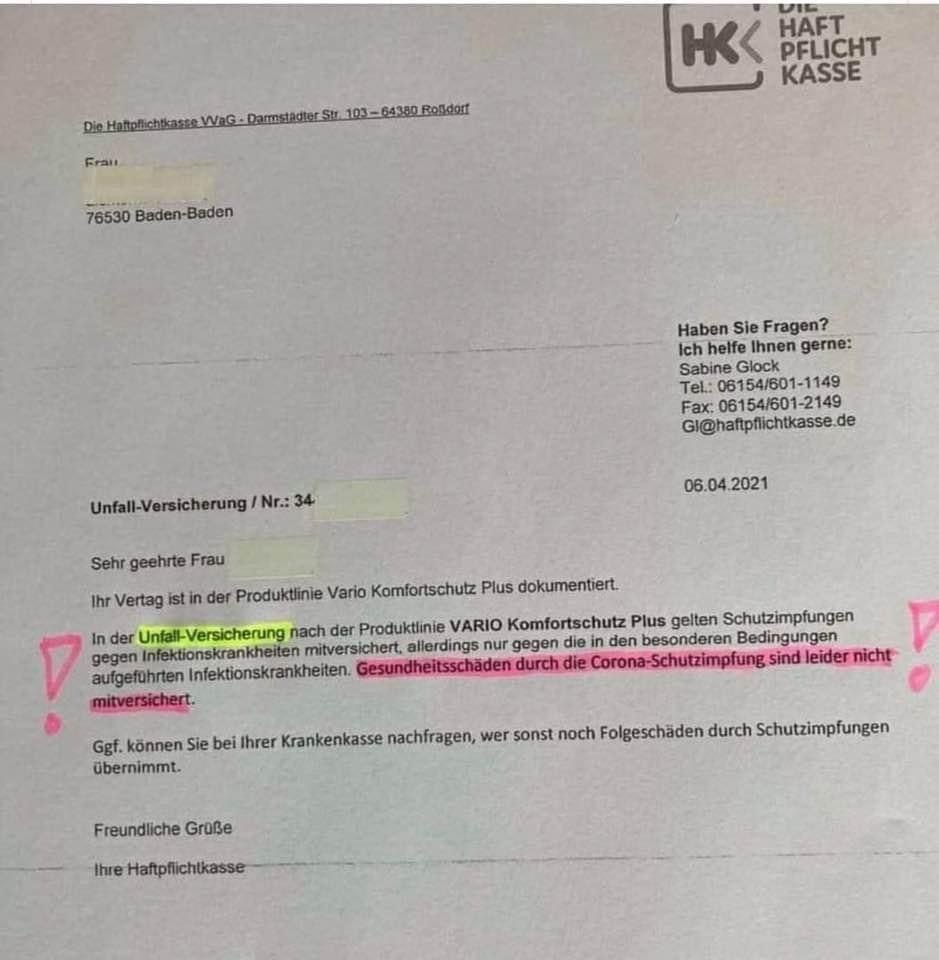 DIE
HAFT
PFLICHT
KASSE
HK
Die Haftpflichtkasse VVaG - Darmstädter Str. 103 – 64380 Roßdorf
Frau
76530 Baden-Baden
Haben Sie Fragen?
Ich helfe Ihnen gerne:
Sabine Glock
Tel.: 06154/601-1149
Fax: 06154/601-2149
Gl@haftpflichtkasse.de
06.04.2021
Unfall-Versicherung / Nr.: 34
Sehr geehrte Frau
Ihr Vertag ist in der Produktlinie Vario Komfortschutz Plus dokumentiert.
In der Unfall-Versicherung nach der Produktlinie VARIO Komfortschutz Plus gelten Schutzimpfungen
gegen Infektionskrankheiten mitversichert, allerdings nur gegen die in den besonderen Bedingungen
aufgeführten Infektionskrankheiten. Gesundheitsschäden durch die Corona-Schutzimpfung sind leider nicht
mitversichert.
Ggf. können Sie bei Ihrer Krankenkasse nachfragen, wer sonst noch Folgeschäden durch Schutzimpfungen
übernimmt.
Freundliche Grüße
Ihre Haftpflichtkasse